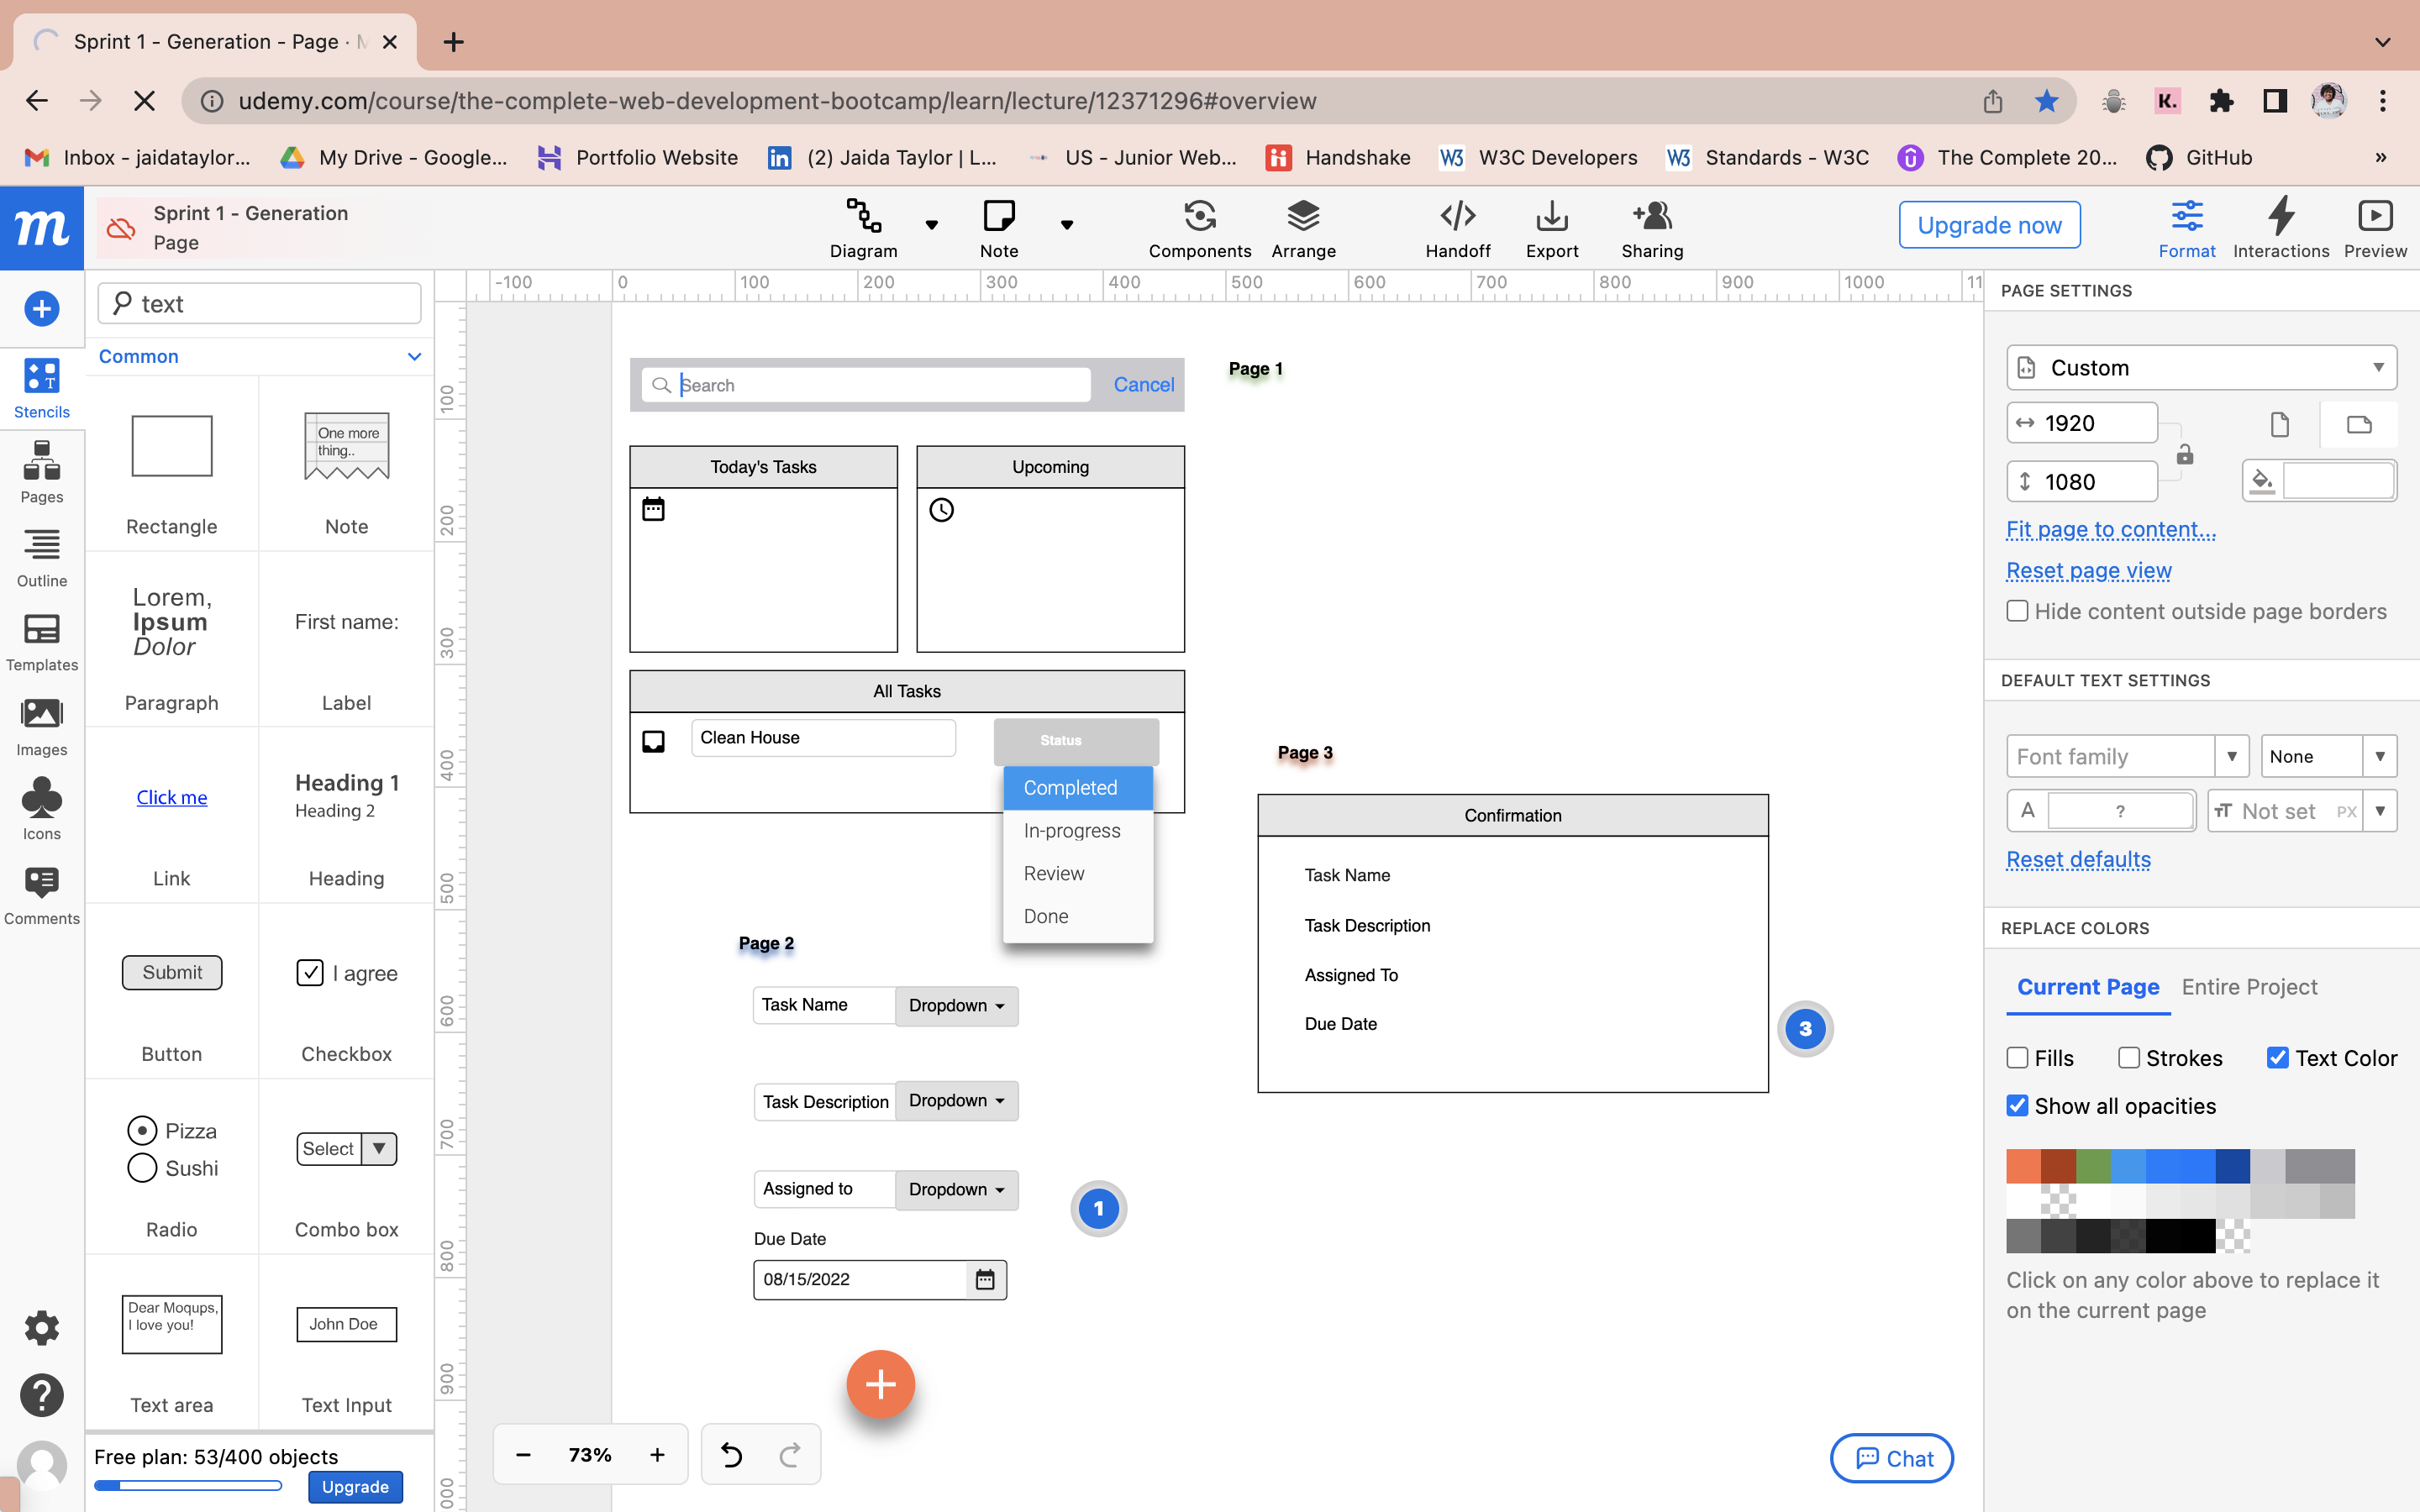 Sprint 1 - Generation - Page · M
udemy.com/course/the-complete-web-development-bootcamp/learn/lecture/12371296#overview
K.
Inbox - jaidataylor...
My Drive - Google...
Portfolio Website
(2) Jaida Taylor | L...
US - Junior Web...
Handshake
W3C Developers
Standards - W3C
The Complete 20...
GitHub
»
m
Sprint 1 - Generation
Page
Diagram
Note
Components
Arrange
Handoff
Export
Sharing
Upgrade now
Format
Interactions
Preview
text
Common
Stencils
Pages
Outline
Templates
Images
Icons
Comments
Rectangle
One more
thing..
Note
Lorem,
Ipsum
Dolor
Paragraph
First name:
Label
Click me
Link
Heading 1
Heading 2
Heading
Submit
Button
I agree
Checkbox
Pizza
Sushi
Radio
Select
Combo box
Dear Moqups,
I love you!
Text area
John Doe
Text Input
Free plan: 53/400 objects
Upgrade
-100 0 100 200 300 400 500 600 700 800 900 1000 11
100
200
300
400
500
600
700
800
900
000
Search
Cancel
Page 1
Today's Tasks
Upcoming
All Tasks
Clean House
Status
Completed
In-progress
Review
Done
Page 2
Task Name
Dropdown
Task Description
Dropdown
Assigned to
Dropdown
1
Due Date
08/15/2022
Page 3
Confirmation
Task Name
Task Description
Assigned To
Due Date
3
73%
Chat
PAGE SETTINGS
Custom
1920
1080
Fit page to content...
Reset page view
Hide content outside page borders
DEFAULT TEXT SETTINGS
Font family
None
A ?
Not set PX
Reset defaults
REPLACE COLORS
Current Page
Entire Project
Fills
Strokes
Text Color
Show all opacities
Click on any color above to replace it
on the current page